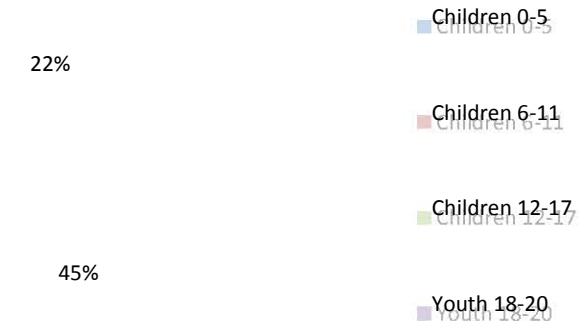 Children 0-5
22%
Children 6-11
Children 12-17
45%
Youth 18-20